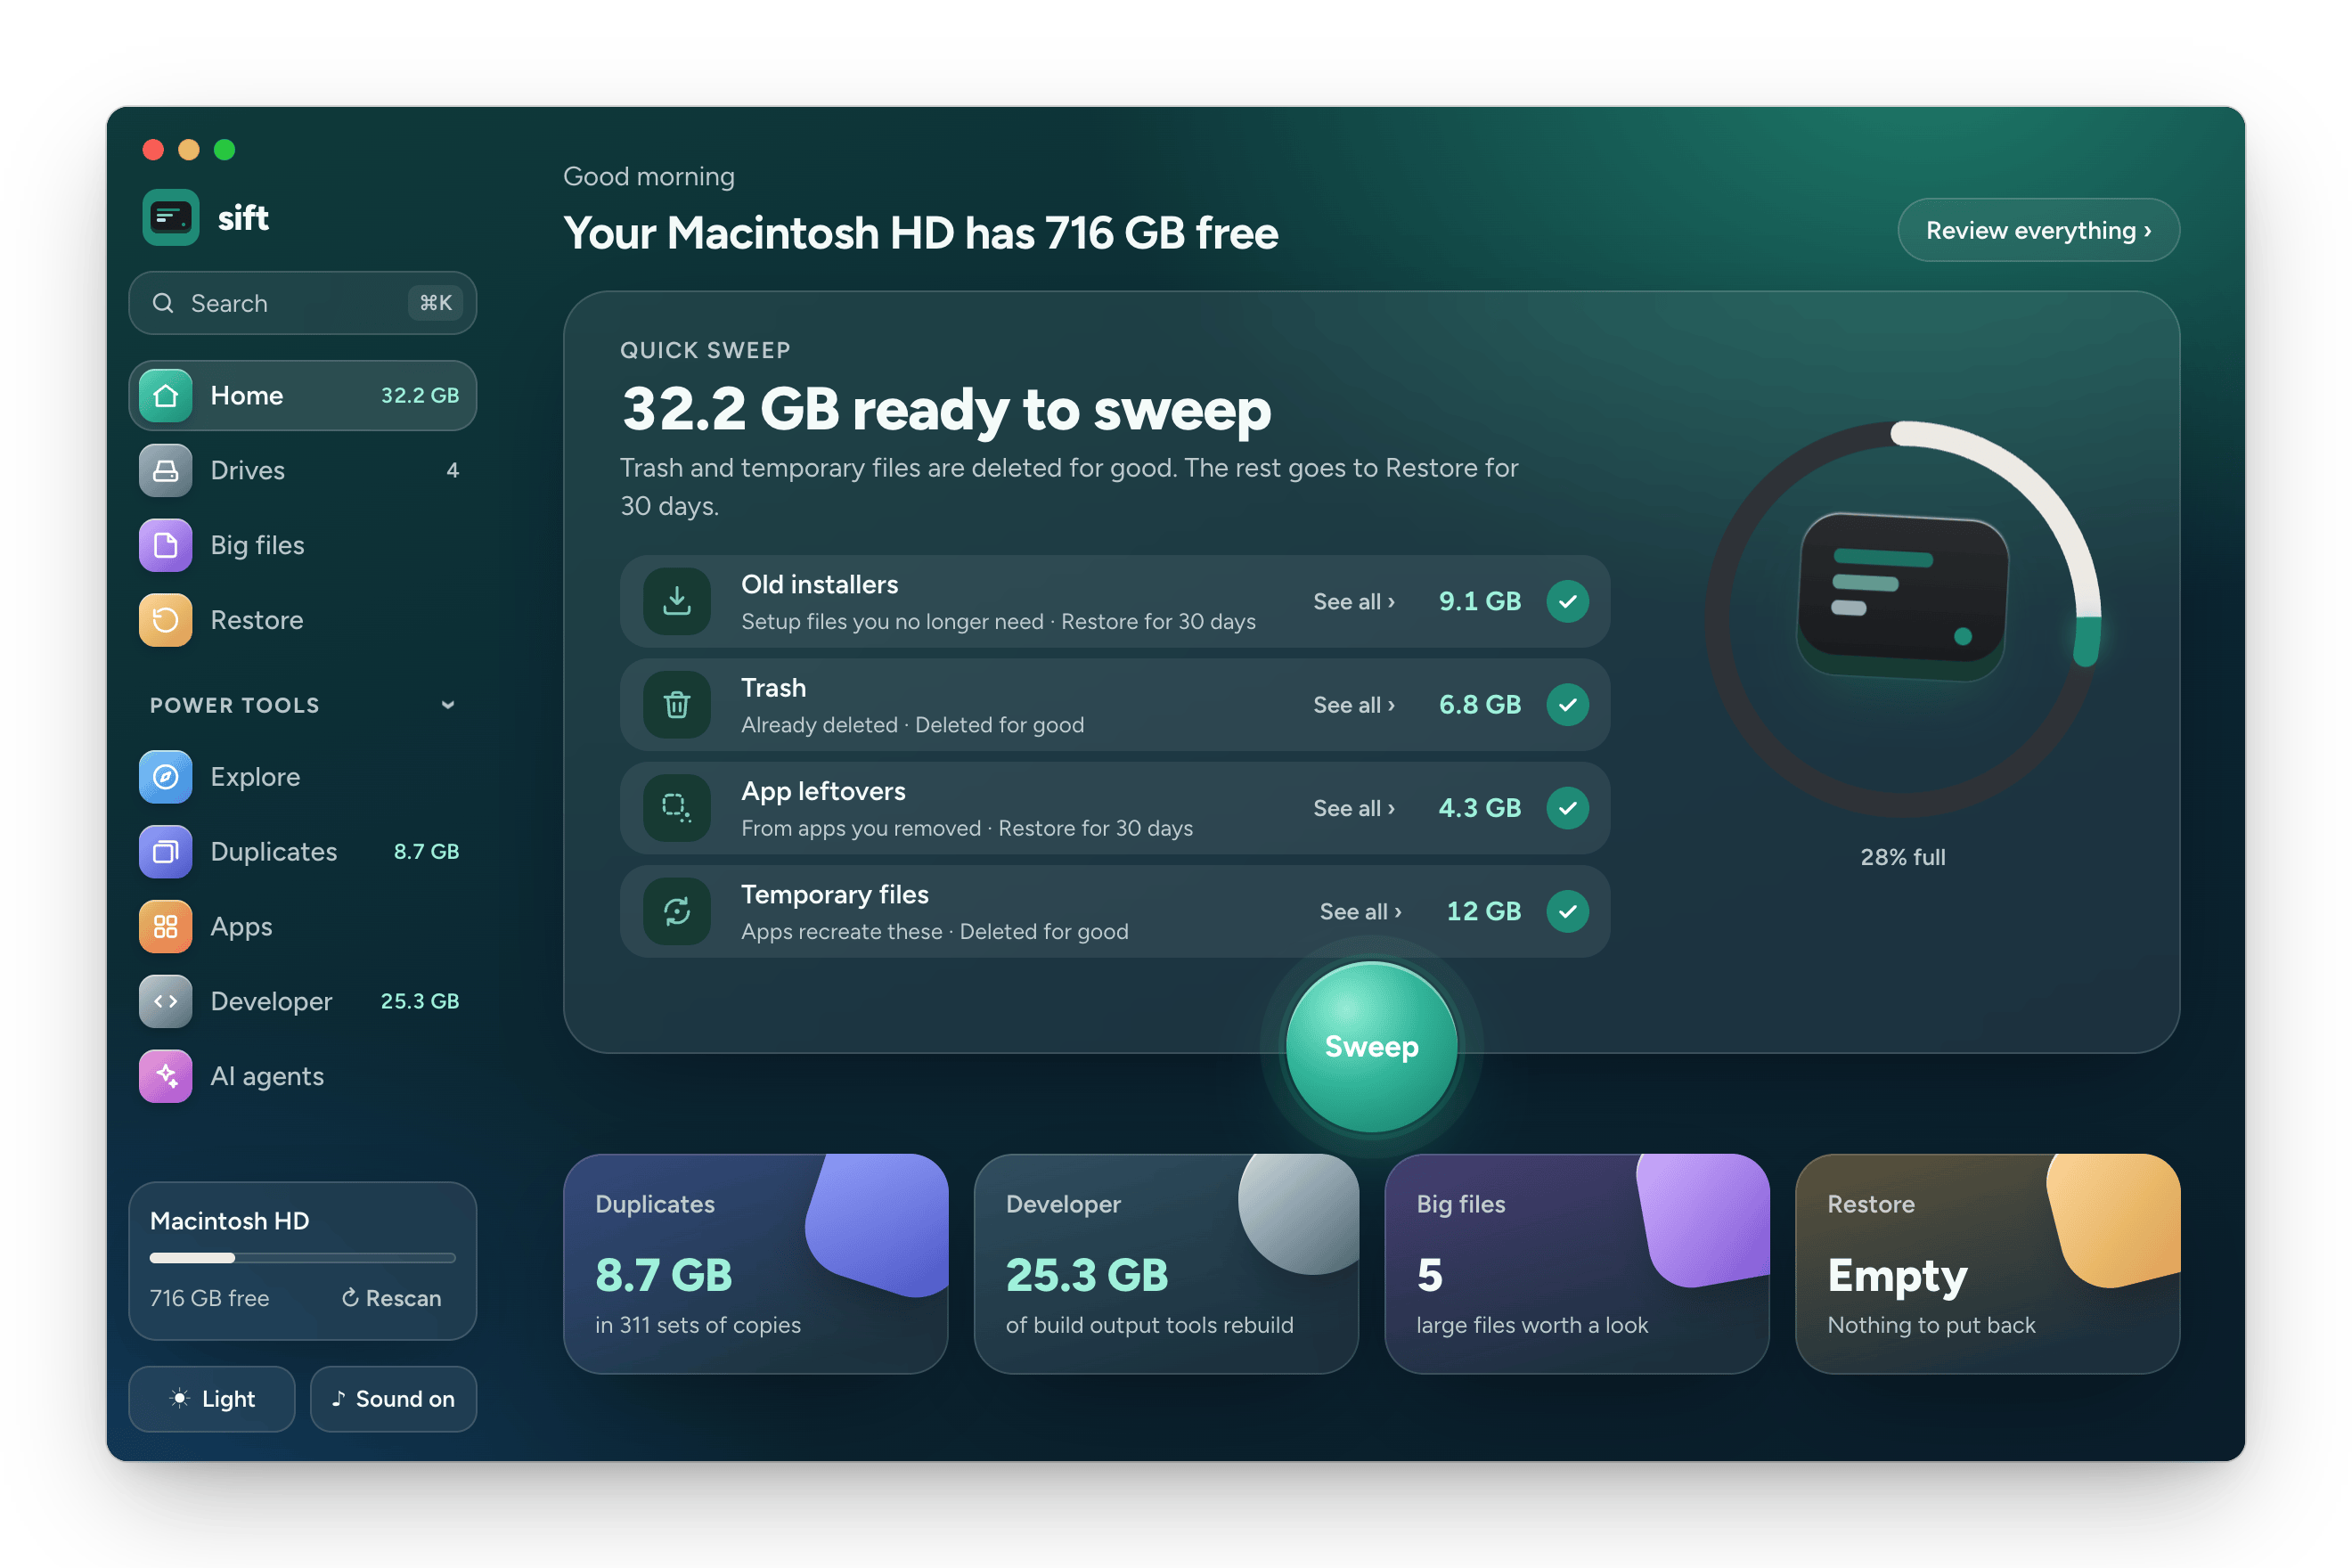 sift
Search ⌘K
Home 32.2 GB
Drives 4
Big files
Restore
POWER TOOLS
Explore
Duplicates 8.7 GB
Apps
Developer 25.3 GB
AI agents
Macintosh HD
716 GB free ↻ Rescan
☀ Light
♪ Sound on
Good morning
Your Macintosh HD has 716 GB free
Review everything ›
QUICK SWEEP
32.2 GB ready to sweep
Trash and temporary files are deleted for good. The rest goes to Restore for
30 days.
Old installers
Setup files you no longer need · Restore for 30 days
See all › 9.1 GB
Trash
Already deleted · Deleted for good
See all › 6.8 GB
App leftovers
From apps you removed · Restore for 30 days
See all › 4.3 GB
Temporary files
Apps recreate these · Deleted for good
See all › 12 GB
28% full
Sweep
Duplicates
8.7 GB
in 311 sets of copies
Developer
25.3 GB
of build output tools rebuild
Big files
5
large files worth a look
Restore
Empty
Nothing to put back